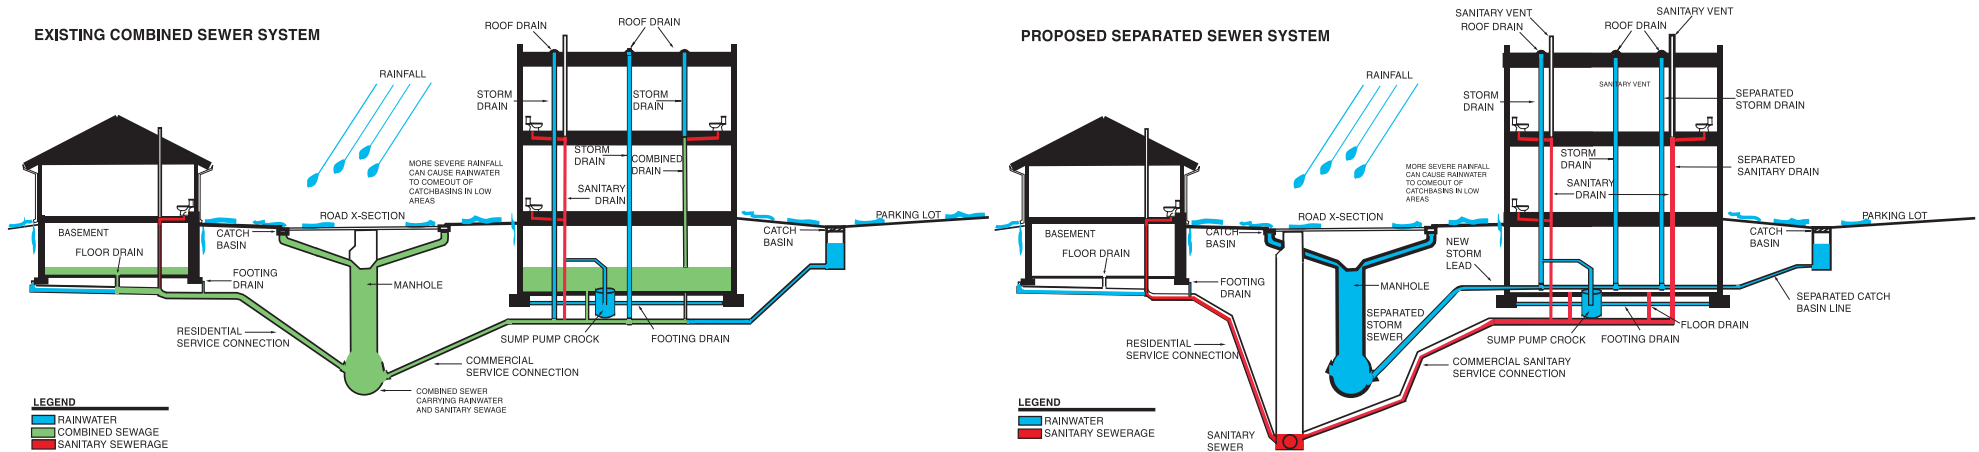 EXISTING COMBINED SEWER SYSTEM
ROOF DRAIN
ROOF DRAIN
RAINFALL
STORM
DRAIN
STORM
DRAIN
MORE SEVERE RAINFALL
CAN CAUSE RAINWATER
TO COMEOUT OF
CATCHBASINS IN LOW
AREAS
STORM
DRAIN
COMBINED
DRAIN
SANITARY
DRAIN
ROAD X-SECTION
PARKING LOT
BASEMENT
CATCH
BASIN
CATCH
BASIN
FLOOR DRAIN
FOOTING
DRAIN
MANHOLE
RESIDENTIAL
SERVICE CONNECTION
SUMP PUMP CROCK
FOOTING DRAIN
COMMERCIAL
SERVICE CONNECTION
COMBINED SEWER
CARRYING RAINWATER
AND SANITARY SEWAGE
LEGEND
RAINWATER
COMBINED SEWAGE
SANITARY SEWERAGE
PROPOSED SEPARATED SEWER SYSTEM
SANITARY VENT
ROOF DRAIN
ROOF DRAIN
SANITARY VENT
RAINFALL
SANITARY VENT
STORM
DRAIN
SEPARATED
STORM DRAIN
MORE SEVERE RAINFALL
CAN CAUSE RAINWATER
TO COMEOUT OF
CATCHBASINS IN LOW
AREAS
STORM
DRAIN
SEPARATED
SANITARY DRAIN
SANITARY
DRAIN
ROAD X-SECTION
PARKING LOT
BASEMENT
CATCH
BASIN
NEW
STORM
LEAD
CATCH
BASIN
FLOOR DRAIN
FOOTING
DRAIN
MANHOLE
SEPARATED CATCH
BASIN LINE
SEPARATED
STORM
SEWER
FLOOR DRAIN
SUMP PUMP CROCK
FOOTING DRAIN
RESIDENTIAL
SERVICE CONNECTION
COMMERCIAL SANITARY
SERVICE CONNECTION
LEGEND
RAINWATER
SANITARY SEWERAGE
SANITARY
SEWER